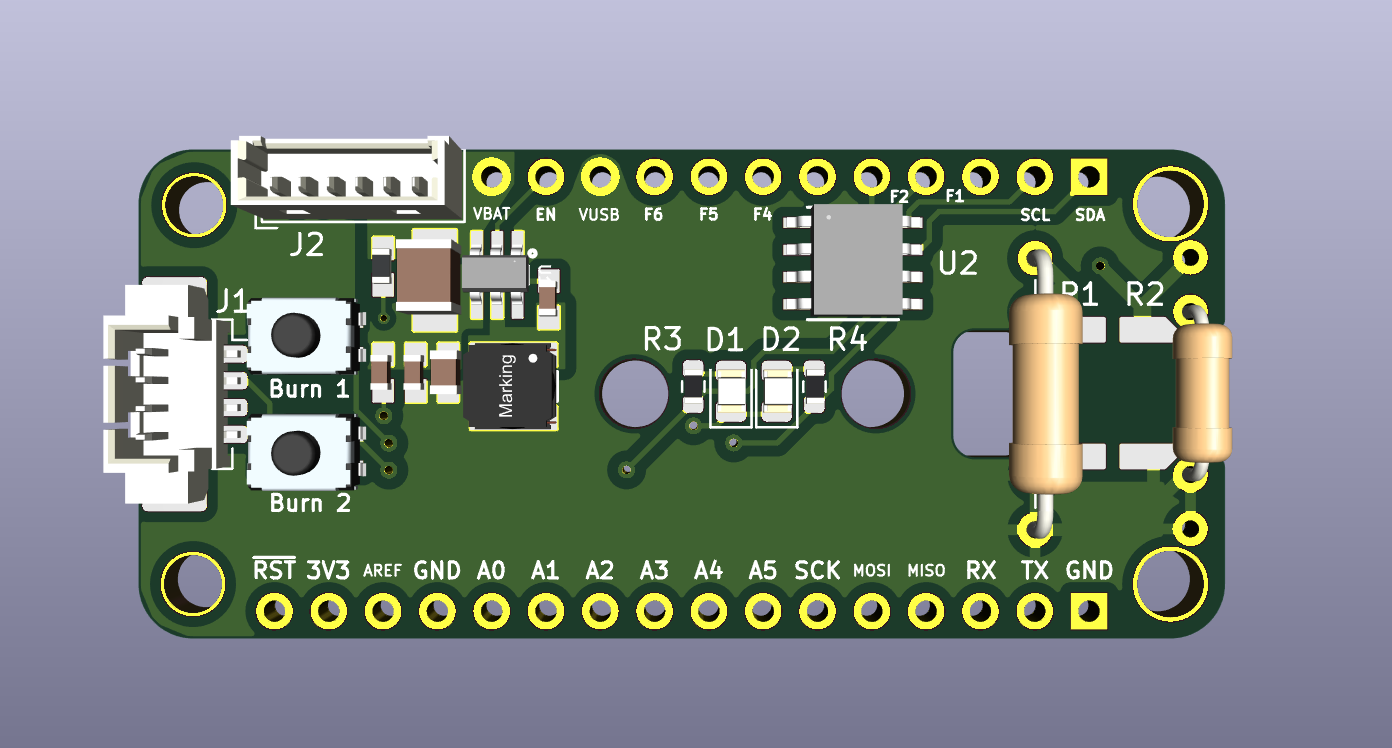 VBAT EN VUSB F6 F5 F4 F2 F1 SCL SDA
J2
U2
J1
R1 R2
R3 D1 D2 R4
Marking
Burn 1
Burn 2
RST 3V3 AREF GND A0 A1 A2 A3 A4 A5 SCK MOSI MISO RX TX GND